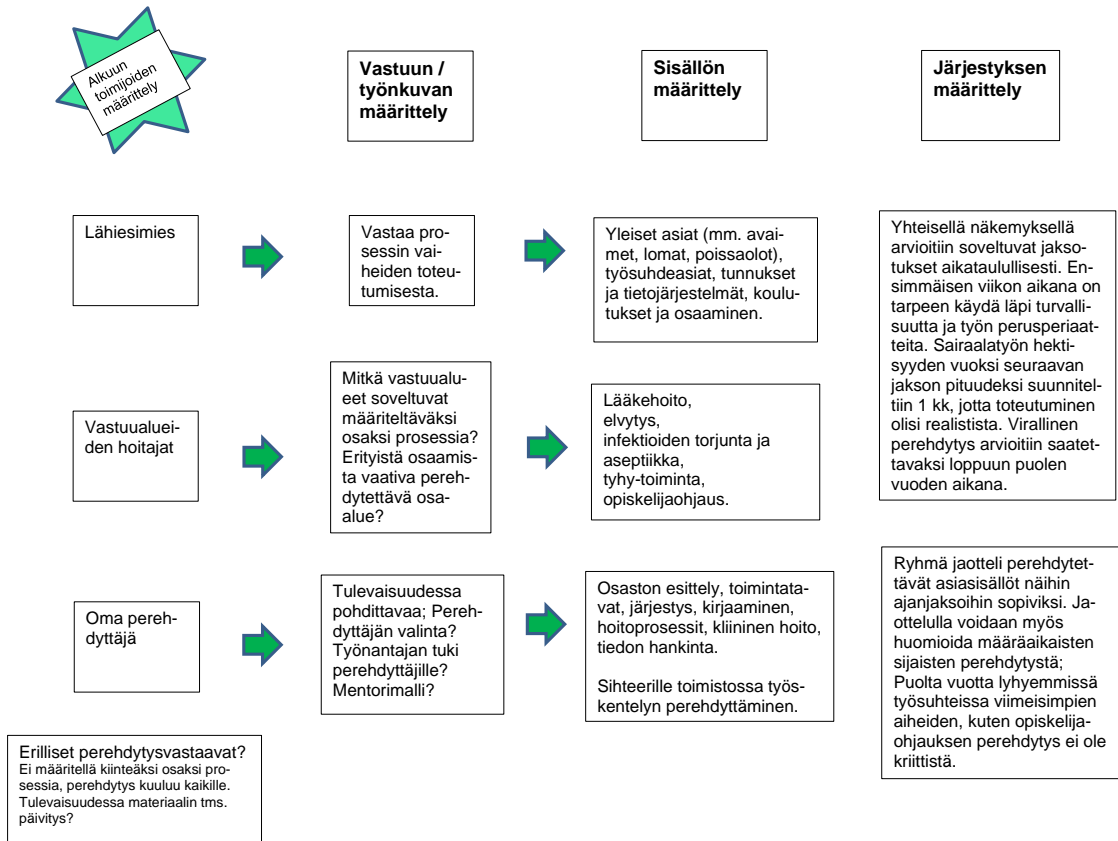 Alkuun
toimijoiden
määrittely
Vastuun /
työnkuvan
määrittely
Sisällön
määrittely
Järjestyksen
määrittely
Lähiesimies
Vastaa pro-
sessin vai-
heiden toteu-
tumisesta.
Yleiset asiat (mm. avai-
met, lomat, poissaolot),
työsuhdeasiat, tunnukset
ja tietojärjestelmät, koulu-
tukset ja osaaminen.
Yhteisellä näkemyksellä
arvioitiin soveltuvat jakso-
tukset aikataulullisesti. En-
simmäisen viikon aikana on
tarpeen käydä läpi turvalli-
suutta ja työn perusperiaat-
teita. Sairaalatyön hekti-
syyden vuoksi seuraavan
jakson pituudeksi suunnitel-
tiin 1 kk, jotta toteutuminen
olisi realistista. Virallinen
perehdytys arvioitiin saatet-
tavaksi loppuun puolen
vuoden aikana.
Vastuualuei-
den hoitajat
Mitkä vastuualu-
eet soveltuvat
määriteltäväksi
osaksi prosessia?
Erityistä osaamis-
ta vaativa pereh-
dytettävä osa-
alue?
Lääkehoito,
elvytys,
infektioiden torjunta ja
aseptiikka,
tyhy-toiminta,
opiskelijaohjaus.
Oma pereh-
dyttäjä
Tulevaisuudessa
pohdittavaa; Pereh-
dyttäjän valinta?
Työnantajan tuki
perehdyttäjille?
Mentorimalli?
Osaston esittely, toimintata-
vat, järjestys, kirjaaminen,
hoitoprosessit, kliininen hoito,
tiedon hankinta.
Sihteerille toimistossa työs-
kentelyn perehdyttäminen.
Ryhmä jaotteli perehdytet-
tävät asiasisällöt näihin
ajanjaksoihin sopiviksi. Ja-
ottelulla voidaan myös
huomioida määräaikaisten
sijaisten perehdytystä;
Puolta vuotta lyhyemmissä
työsuhteissa viimeisimpien
aiheiden, kuten opiskelija-
ohjauksen perehdytys ei ole
kriittistä.
Erilliset perehdytysvastaavat?
Ei määritellä kiinteäksi osaksi pro-
sessia, perehdytys kuuluu kaikille.
Tulevaisuudessa materiaalin tms.
päivitys?